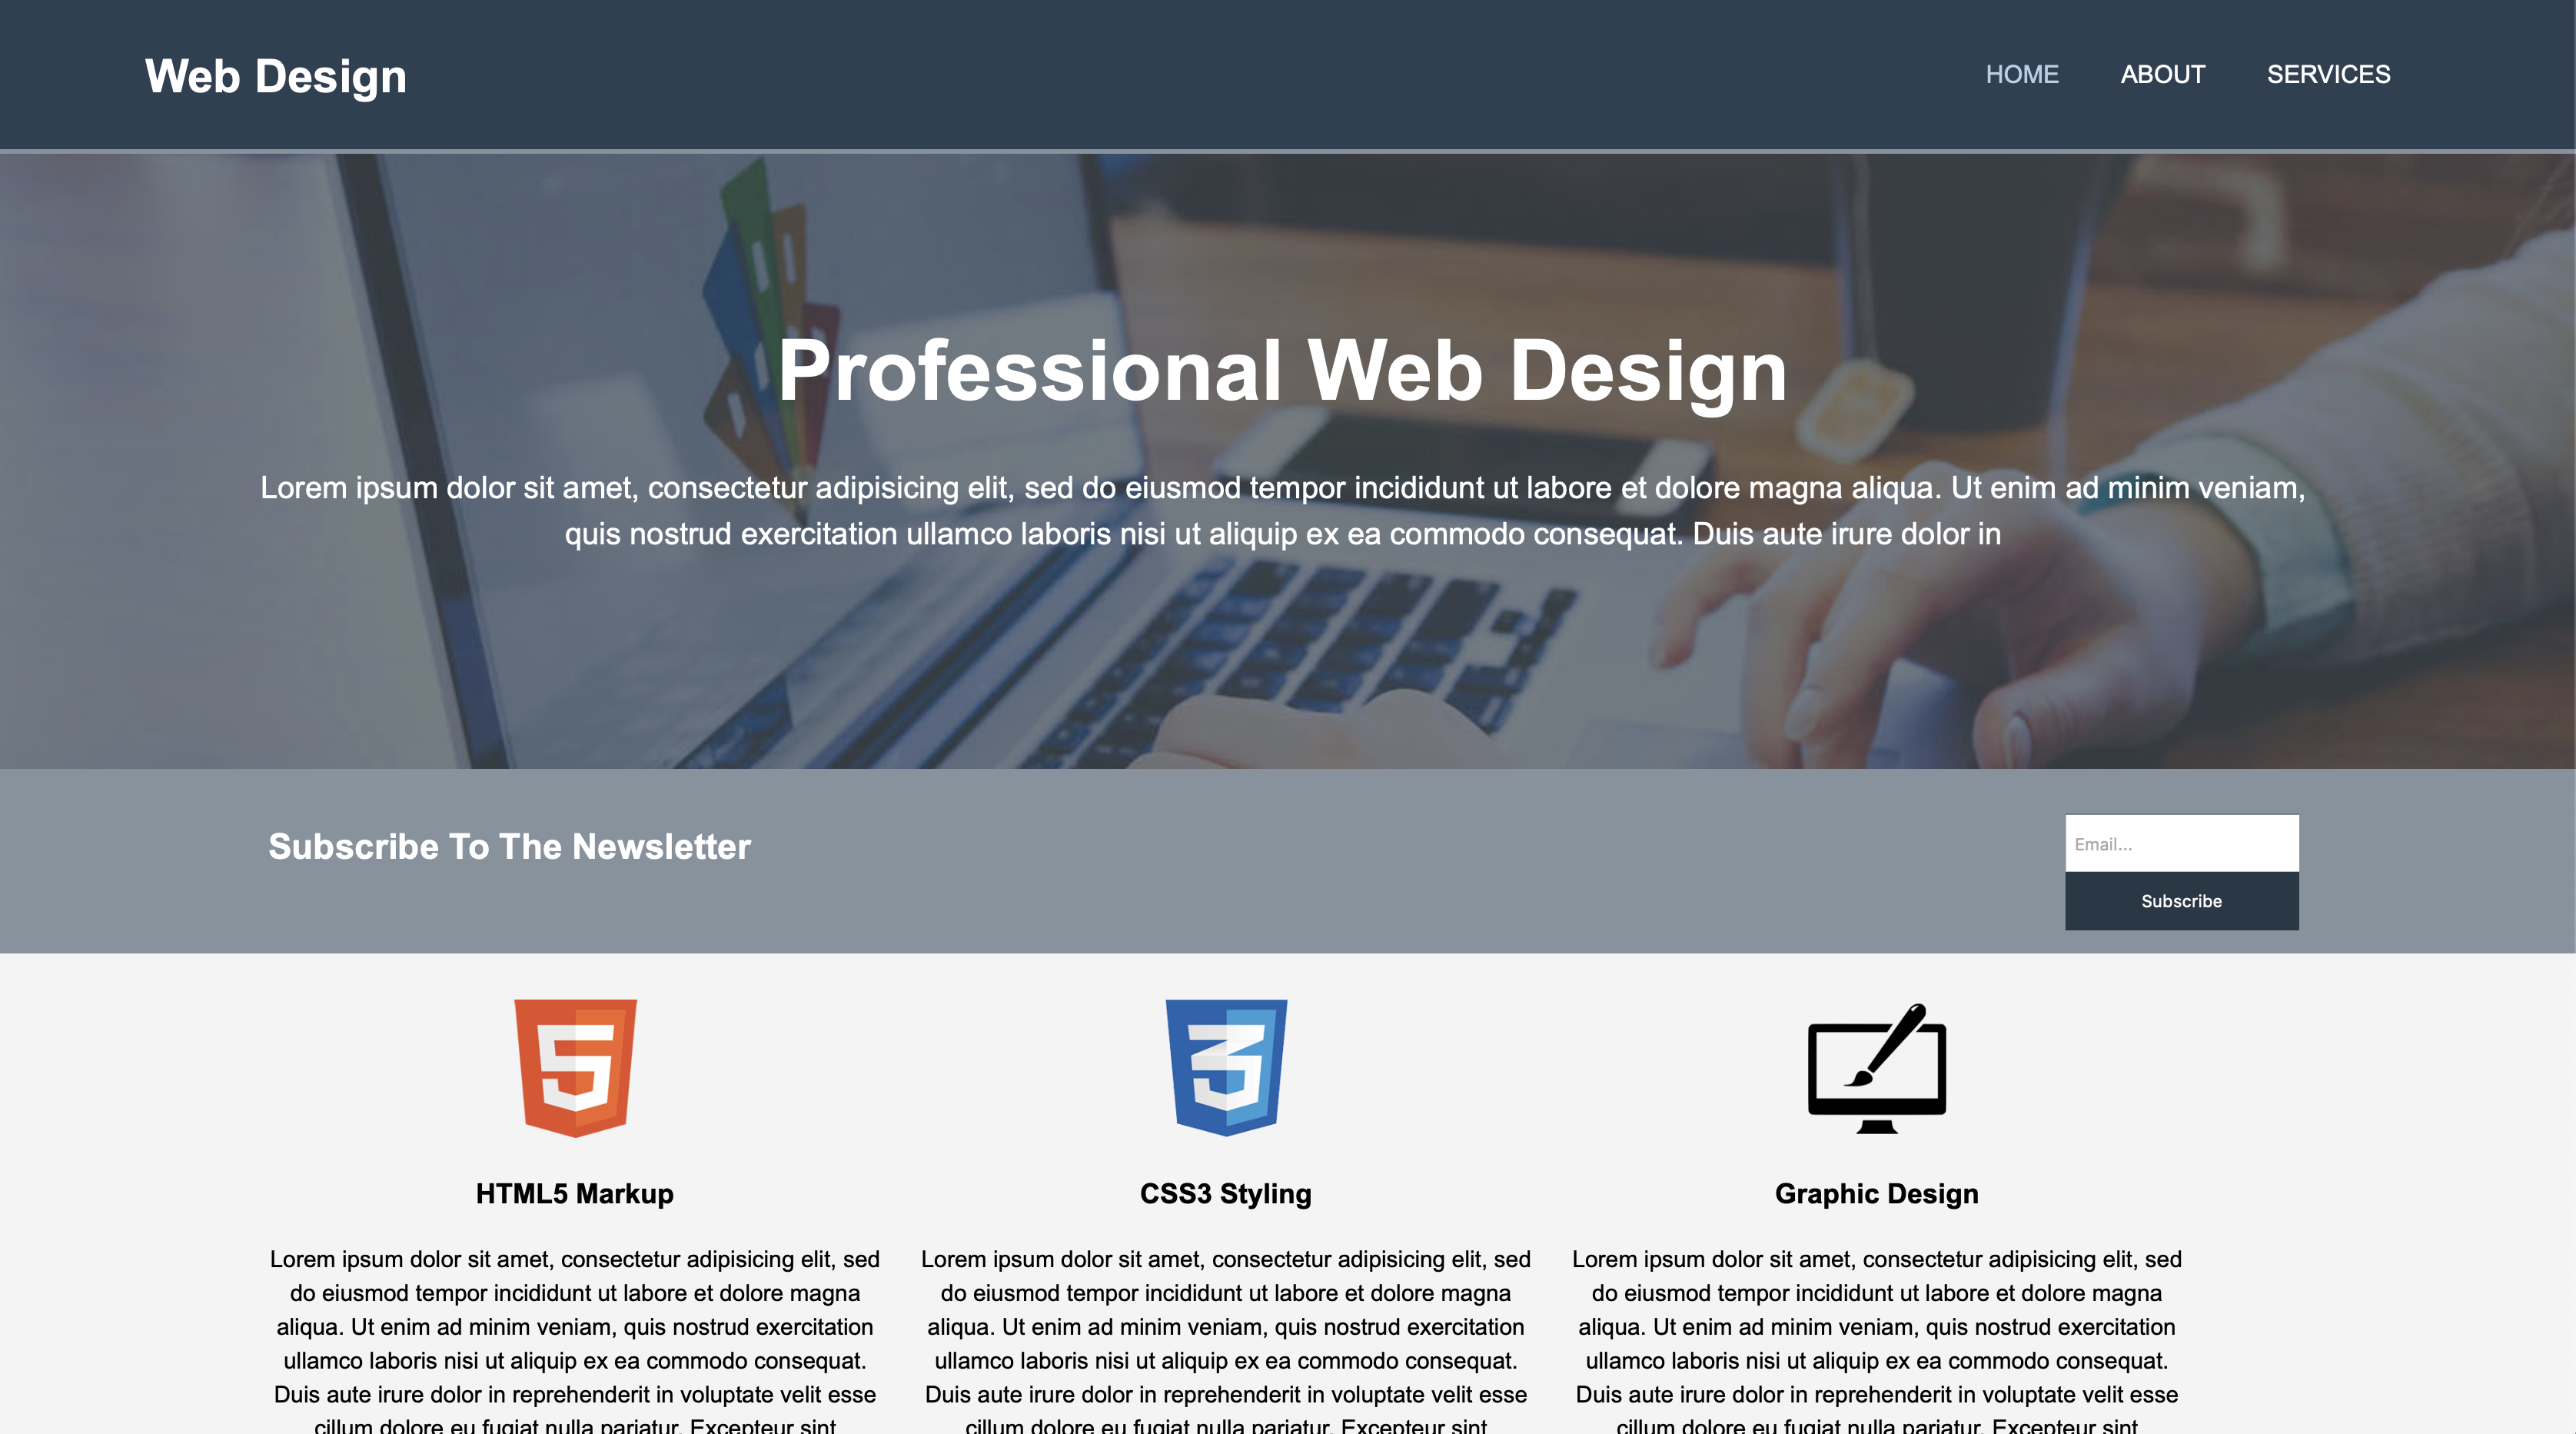 Web Design
HOME ABOUT SERVICES
Professional Web Design
Lorem ipsum dolor sit amet, consectetur adipisicing elit, sed do eiusmod tempor incididunt ut labore et dolore magna aliqua. Ut enim ad minim veniam,
quis nostrud exercitation ullamco laboris nisi ut aliquip ex ea commodo consequat. Duis aute irure dolor in
Subscribe To The Newsletter
Email...
Subscribe
HTML5 Markup
Lorem ipsum dolor sit amet, consectetur adipisicing elit, sed
do eiusmod tempor incididunt ut labore et dolore magna
aliqua. Ut enim ad minim veniam, quis nostrud exercitation
ullamco laboris nisi ut aliquip ex ea commodo consequat.
Duis aute irure dolor in reprehenderit in voluptate velit esse
cillum dolore eu fugiat nulla pariatur. Excepteur sint
CSS3 Styling
Lorem ipsum dolor sit amet, consectetur adipisicing elit, sed
do eiusmod tempor incididunt ut labore et dolore magna
aliqua. Ut enim ad minim veniam, quis nostrud exercitation
ullamco laboris nisi ut aliquip ex ea commodo consequat.
Duis aute irure dolor in reprehenderit in voluptate velit esse
cillum dolore eu fugiat nulla pariatur. Excepteur sint
Graphic Design
Lorem ipsum dolor sit amet, consectetur adipisicing elit, sed
do eiusmod tempor incididunt ut labore et dolore magna
aliqua. Ut enim ad minim veniam, quis nostrud exercitation
ullamco laboris nisi ut aliquip ex ea commodo consequat.
Duis aute irure dolor in reprehenderit in voluptate velit esse
cillum dolore eu fugiat nulla pariatur. Excepteur sint